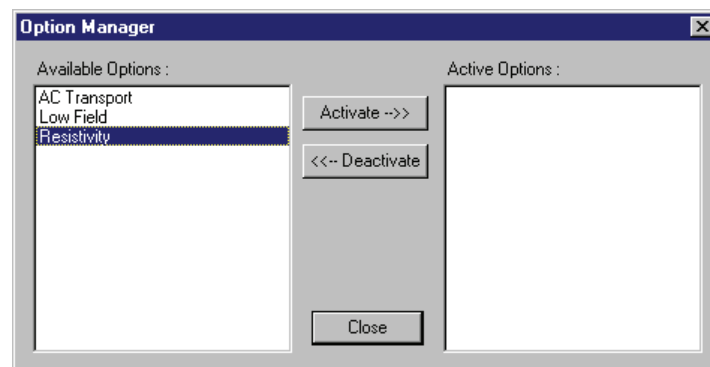 Option Manager
Available Options :
Active Options :
AC Transport
Low Field
Resistivity
Activate -->>
<<-- Deactivate
Close